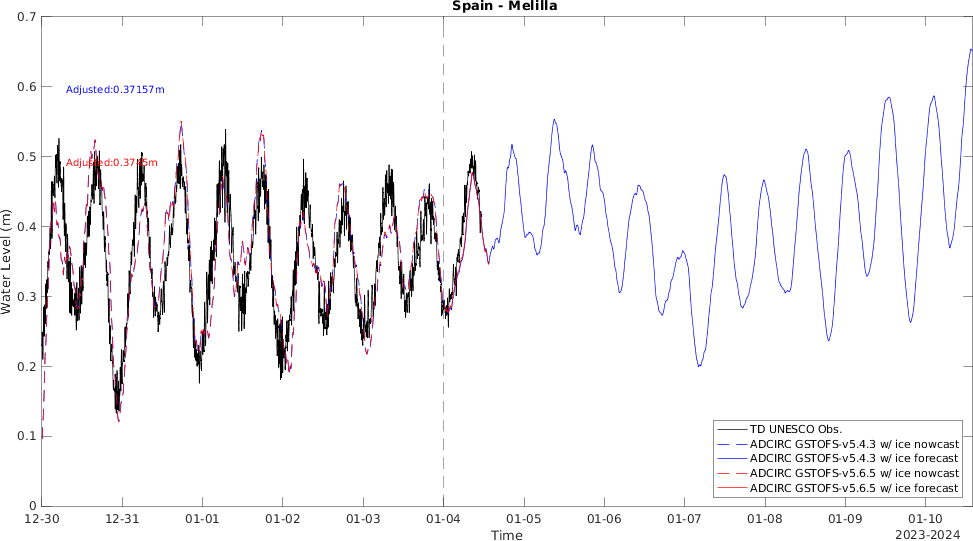 Spain - Melilla
0.7
0.6
0.5
0.4
0.3
0.2
0.1
0
Water Level (m)
Adjusted:0.37157m
TD UNESCO Obs.
ADCIRC GSTOFS-v5.4.3 w/ ice nowcast
ADCIRC GSTOFS-v5.4.3 w/ ice forecast
ADCIRC GSTOFS-v5.6.5 w/ ice nowcast
ADCIRC GSTOFS-v5.6.5 w/ ice forecast
12-30 12-31 01-01 01-02 01-03 01-04 01-05 01-06 01-07 01-08 01-09 01-10
Time
2023-2024